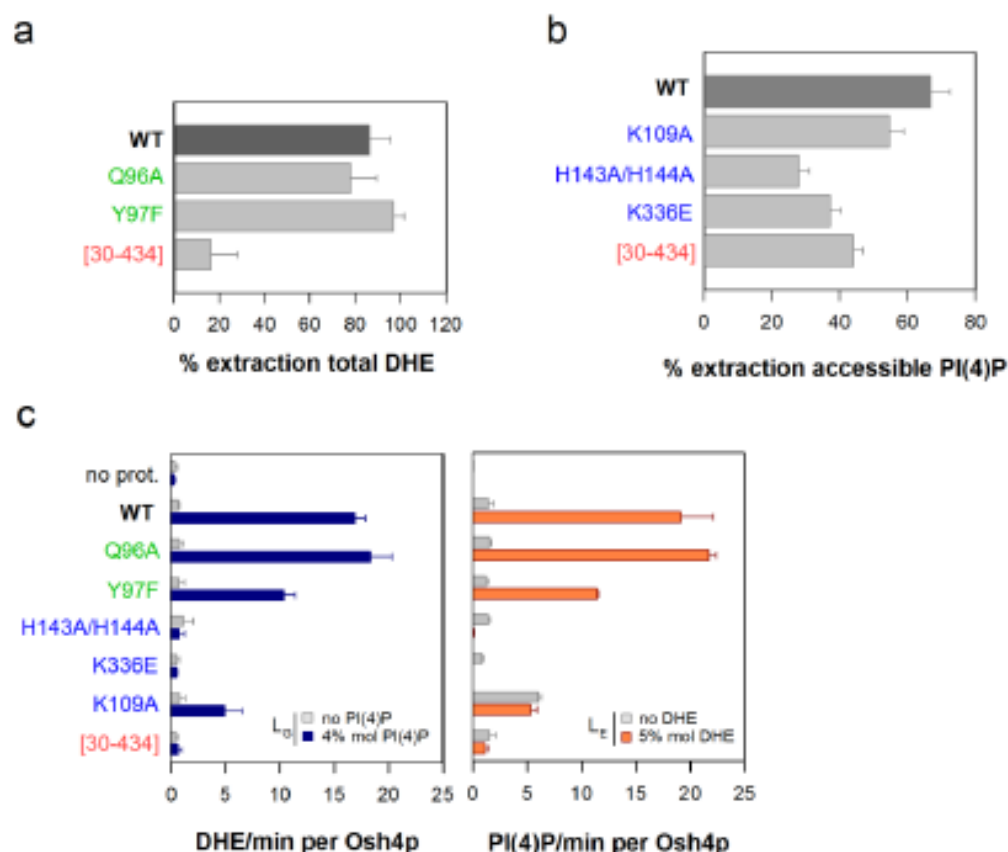 a
WT
Q96A
Y97F
[30-434]
0 20 40 60 80 100 120
% extraction total DHE
b
WT
K109A
H143A/H144A
K336E
[30-434]
0 20 40 60 80
% extraction accessible PI(4)P
c
no prot.
WT
Q96A
Y97F
H143A/H144A
K336E
K109A
[30-434]
L_G
no PI(4)P
4% mol PI(4)P
0 5 10 15 20 25
DHE/min per Osh4p
L_E
no DHE
5% mol DHE
0 5 10 15 20 25
PI(4)P/min per Osh4p